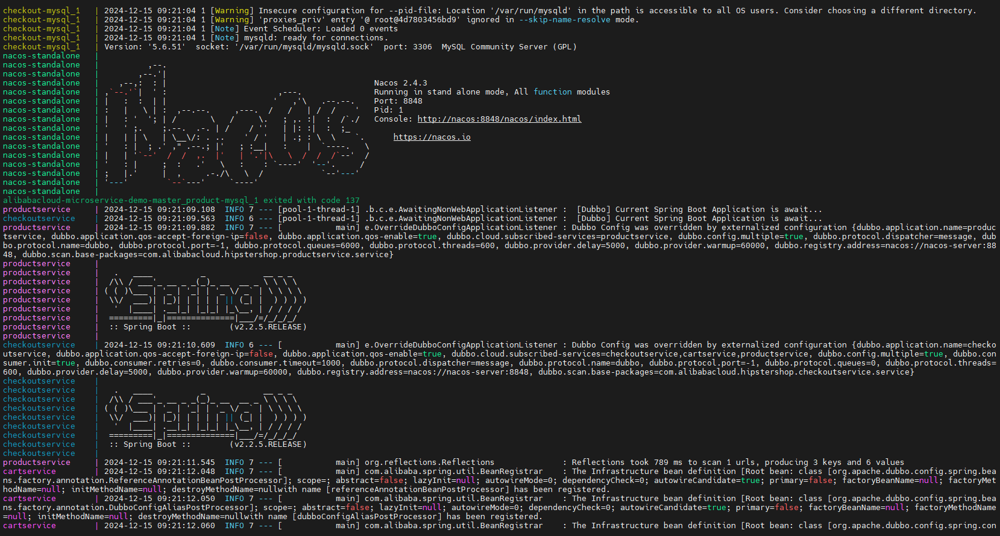 checkout-mysql_1   | 2024-12-15 09:21:04 1 [Warning] Insecure configuration for --pid-file: Location '/var/run/mysqld' in the path is accessible to all OS users. Consider choosing a different directory.
checkout-mysql_1   | 2024-12-15 09:21:04 1 [Warning] 'proxies_priv' entry '@ root@4d7803456bd9' ignored in --skip-name-resolve mode.
checkout-mysql_1   | 2024-12-15 09:21:04 1 [Note] Event Scheduler: Loaded 0 events
checkout-mysql_1   | 2024-12-15 09:21:04 1 [Note] mysqld: ready for connections.
checkout-mysql_1   | Version: '5.6.51'  socket: '/var/run/mysqld/mysqld.sock'  port: 3306  MySQL Community Server (GPL)
nacos-standalone   |
nacos-standalone   |
nacos-standalone   |
nacos-standalone   | Nacos 2.4.3
nacos-standalone   | Running in stand alone mode, All function modules
nacos-standalone   | Port: 8848
nacos-standalone   | Pid: 1
nacos-standalone   | Console: http://nacos:8848/nacos/index.html
nacos-standalone   |
nacos-standalone   | https://nacos.io
nacos-standalone   |
nacos-standalone   |
nacos-standalone   |
nacos-standalone   |
nacos-standalone   |
nacos-standalone   |
alibabacloud-microservice-demo-master_product-mysql_1 exited with code 137
productservice     | 2024-12-15 09:21:09.108  INFO 7 --- [pool-1-thread-1] .b.c.e.AwaitingNonWebApplicationListener :  [Dubbo] Current Spring Boot Application is await...
checkoutservice    | 2024-12-15 09:21:09.563  INFO 6 --- [pool-1-thread-1] .b.c.e.AwaitingNonWebApplicationListener :  [Dubbo] Current Spring Boot Application is await...
productservice     | 2024-12-15 09:21:09.882  INFO 7 --- [           main] e.OverrideDubboConfigApplicationListener : Dubbo Config was overridden by externalized configuration {dubbo.application.name=produc
tservice, dubbo.application.qos-accept-foreign-ip=false, dubbo.application.qos-enable=true, dubbo.cloud.subscribed-services=productservice, dubbo.config.multiple=true, dubbo.protocol.dispatcher=message, dub
bo.protocol.name=dubbo, dubbo.protocol.port=-1, dubbo.protocol.queues=6000, dubbo.protocol.threads=600, dubbo.provider.delay=5000, dubbo.provider.warmup=60000, dubbo.registry.address=nacos://nacos-server:88
48, dubbo.scan.base-packages=com.alibabacloud.hipstershop.productservice.service}
productservice     |
productservice     |   .   ____          _            __ _ _
productservice     |  /\\ / ___'_ __ _ _(_)_ __  __ _ \ \ \ \
productservice     | ( ( )\___ | '_ | '_| | '_ \/ _` | \ \ \ \
productservice     |  \\/  ___)| |_)| | | | | || (_| |  ) ) ) )
productservice     |   '  |____| .__|_| |_|_| |_\__, | / / / /
productservice     |  =========|_|==============|___/=/_/_/_/
productservice     |  :: Spring Boot ::        (v2.2.5.RELEASE)
productservice     |
checkoutservice    | 2024-12-15 09:21:10.609  INFO 6 --- [           main] e.OverrideDubboConfigApplicationListener : Dubbo Config was overridden by externalized configuration {dubbo.application.name=checko
utservice, dubbo.application.qos-accept-foreign-ip=false, dubbo.application.qos-enable=true, dubbo.cloud.subscribed-services=checkoutservice,cartservice,productservice, dubbo.config.multiple=true, dubbo.con
sumer.init=true, dubbo.consumer.retries=0, dubbo.consumer.timeout=1000, dubbo.protocol.dispatcher=message, dubbo.protocol.name=dubbo, dubbo.protocol.port=-1, dubbo.protocol.queues=0, dubbo.protocol.threads=
600, dubbo.provider.delay=5000, dubbo.provider.warmup=60000, dubbo.registry.address=nacos://nacos-server:8848, dubbo.scan.base-packages=com.alibabacloud.hipstershop.checkoutservice.service}
checkoutservice    |
checkoutservice    |   .   ____          _            __ _ _
checkoutservice    |  /\\ / ___'_ __ _ _(_)_ __  __ _ \ \ \ \
checkoutservice    | ( ( )\___ | '_ | '_| | '_ \/ _` | \ \ \ \
checkoutservice    |  \\/  ___)| |_)| | | | | || (_| |  ) ) ) )
checkoutservice    |   '  |____| .__|_| |_|_| |_\__, | / / / /
checkoutservice    |  =========|_|==============|___/=/_/_/_/
checkoutservice    |  :: Spring Boot ::        (v2.2.5.RELEASE)
checkoutservice    |
productservice     | 2024-12-15 09:21:11.545  INFO 7 --- [           main] org.reflections.Reflections              : Reflections took 789 ms to scan 1 urls, producing 3 keys and 6 values
cartservice        | 2024-12-15 09:21:12.048  INFO 7 --- [           main] com.alibaba.spring.util.BeanRegistrar    : The Infrastructure bean definition [Root bean: class [org.apache.dubbo.config.spring.bea
ns.factory.annotation.ReferenceAnnotationBeanPostProcessor]; scope=; abstract=false; lazyInit=null; autowireMode=0; dependencyCheck=0; autowireCandidate=true; primary=false; factoryBeanName=null; factoryMet
hodName=null; initMethodName=null; destroyMethodName=nullwith name [referenceAnnotationBeanPostProcessor] has been registered.
cartservice        | 2024-12-15 09:21:12.050  INFO 7 --- [           main] com.alibaba.spring.util.BeanRegistrar    : The Infrastructure bean definition [Root bean: class [org.apache.dubbo.config.spring.bea
ns.factory.annotation.DubboConfigAliasPostProcessor]; scope=; abstract=false; lazyInit=null; autowireMode=0; dependencyCheck=0; autowireCandidate=true; primary=false; factoryBeanName=null; factoryMethodName
=null; initMethodName=null; destroyMethodName=nullwith name [dubboConfigAliasPostProcessor] has been registered.
cartservice        | 2024-12-15 09:21:12.060  INFO 7 --- [           main] com.alibaba.spring.util.BeanRegistrar    : The Infrastructure bean definition [Root bean: class [org.apache.dubbo.config.spring.con